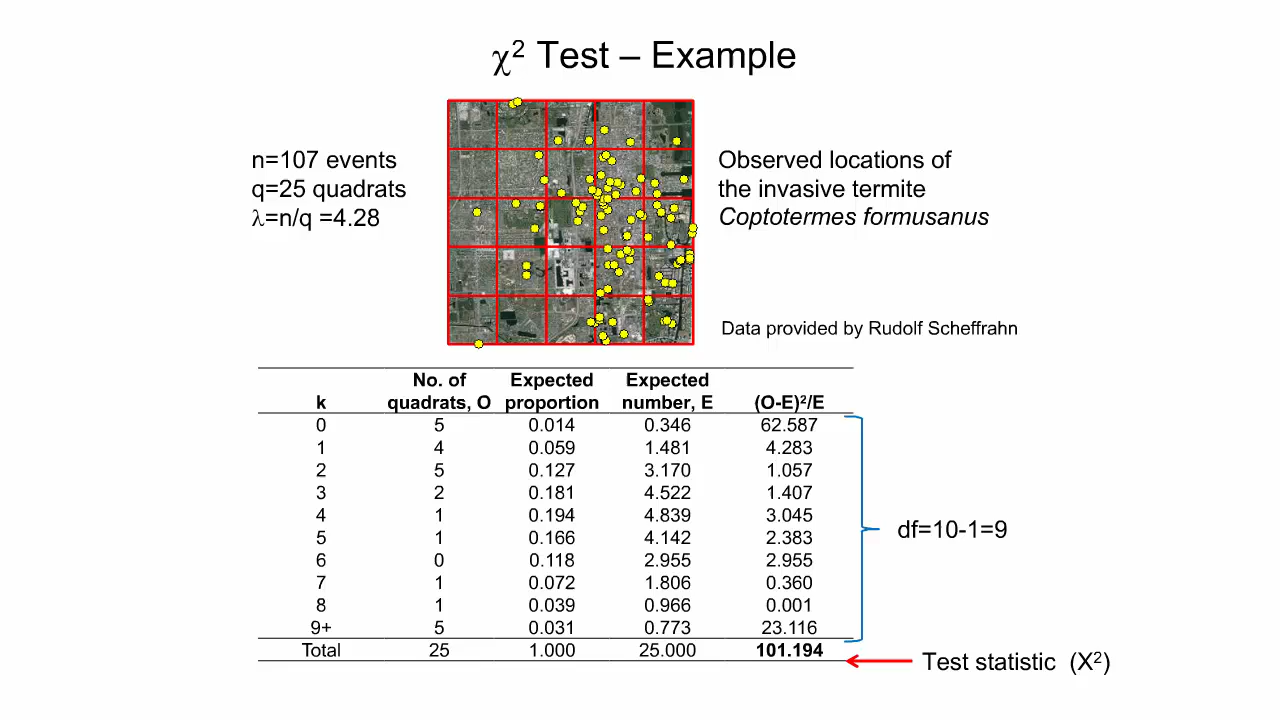 χ² Test – Example
n=107 events
q=25 quadrats
λ=n/q =4.28
Observed locations of
the invasive termite
Coptotermes formusanus
Data provided by Rudolf Scheffrahn
No. of Expected Expected
k quadrats, O proportion number, E (O-E)²/E
0 5 0.014 0.346 62.587
1 4 0.059 1.481 4.283
2 5 0.127 3.170 1.057
3 2 0.181 4.522 1.407
4 1 0.194 4.839 3.045
5 1 0.166 4.142 2.383
6 0 0.118 2.955 2.955
7 1 0.072 1.806 0.360
8 1 0.039 0.966 0.001
9+ 5 0.031 0.773 23.116
Total 25 1.000 25.000 101.194
df=10-1=9
Test statistic (X²)